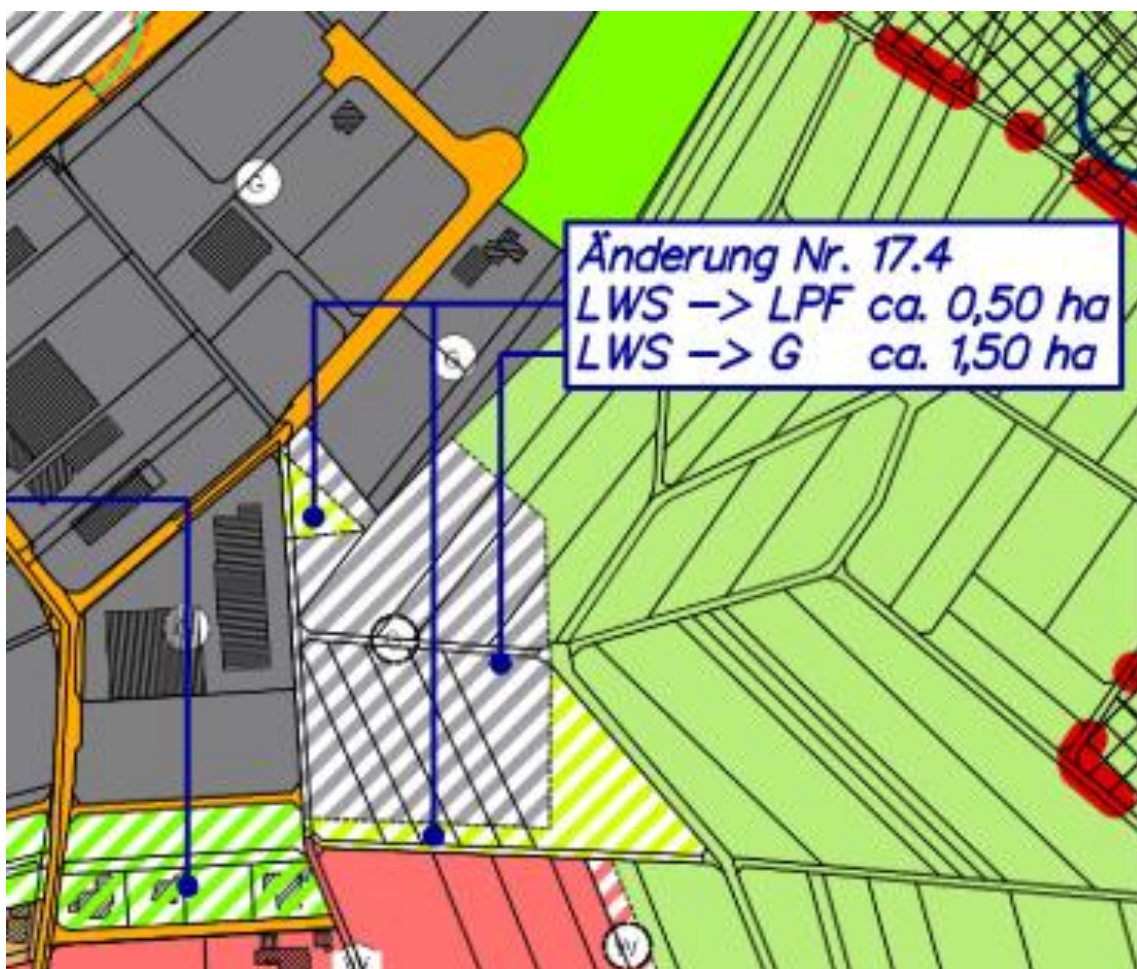 Änderung Nr. 17.4
LWS -> LPF ca. 0,50 ha
LWS -> G ca. 1,50 ha
G
G
W